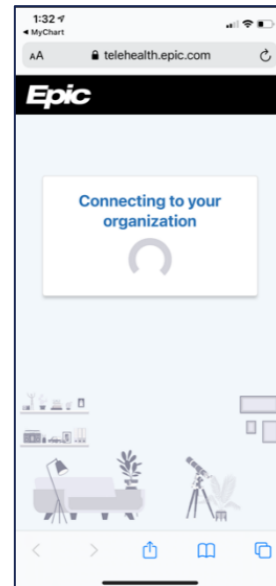 1:32
◀ MyChart
AA telehealth.epic.com
Epic
Connecting to your
organization